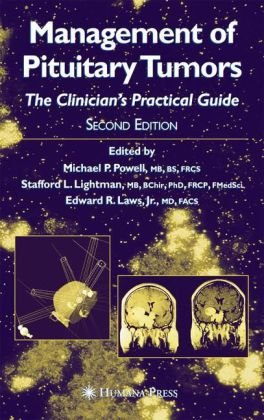 Management of
Pituitary Tumors
The Clinician's Practical Guide
SECOND EDITION
Edited by
Michael P. Powell, MB, BS, FRCS
Stafford L. Lightman, MB, BChir, PhD, FRCP, FMedSci
Edward R. Laws, Jr., MD, FACS
HUMANA PRESS